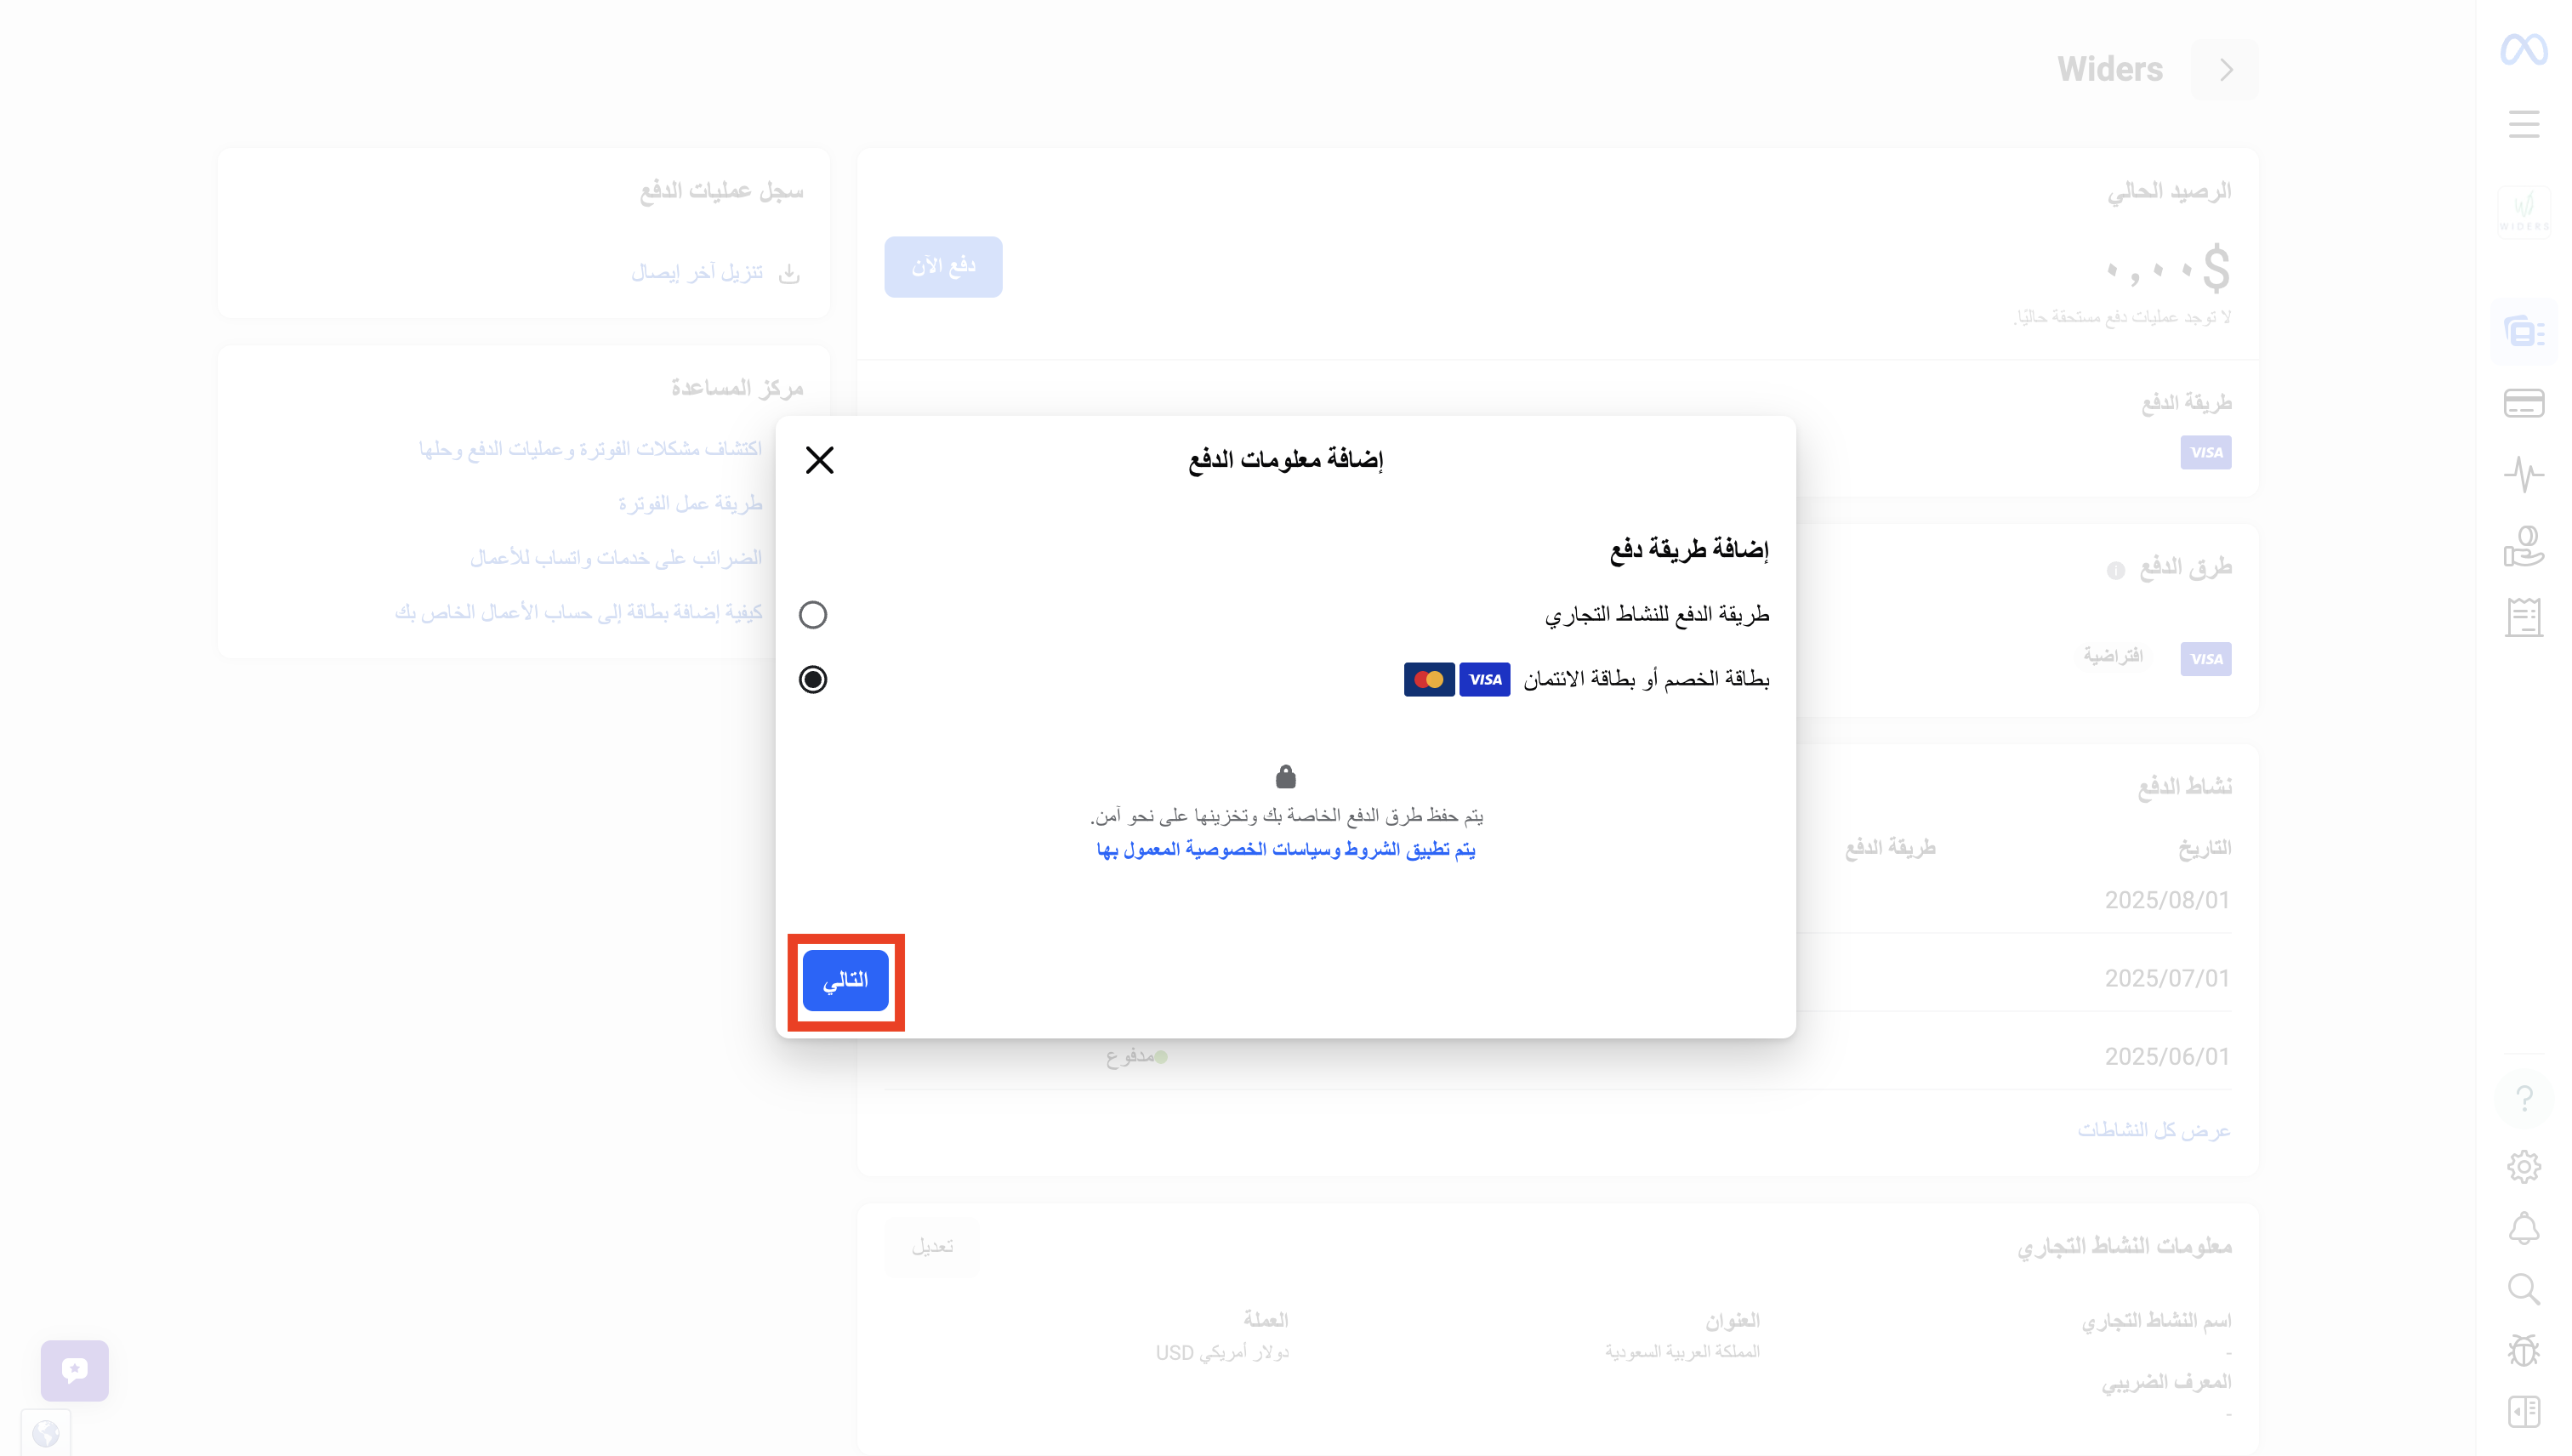 Widers
WIDERS
الرصيد الحالي
$٠,٠٠
لا توجد عمليات دفع مستحقة حاليًا.
دفع الآن
طريقة الدفع
VISA
طرق الدفع
VISA
افتراضية
نشاط الدفع
التاريخ
طريقة الدفع
2025/08/01
2025/07/01
2025/06/01
مدفوع
عرض كل النشاطات
معلومات النشاط التجاري
تعديل
اسم النشاط التجاري
-
العنوان
المملكة العربية السعودية
العملة
دولار أمريكي USD
المعرف الضريبي
-
سجل عمليات الدفع
تنزيل آخر إيصال
مركز المساعدة
اكتشاف مشكلات الفوترة وعمليات الدفع وحلها
طريقة عمل الفوترة
الضرائب على خدمات واتساب للأعمال
كيفية إضافة بطاقة إلى حساب الأعمال الخاص بك
إضافة معلومات الدفع
إضافة طريقة دفع
طريقة الدفع للنشاط التجاري
بطاقة الخصم أو بطاقة الائتمان VISA
يتم حفظ طرق الدفع الخاصة بك وتخزينها على نحو آمن.
يتم تطبيق الشروط وسياسات الخصوصية المعمول بها
التالي